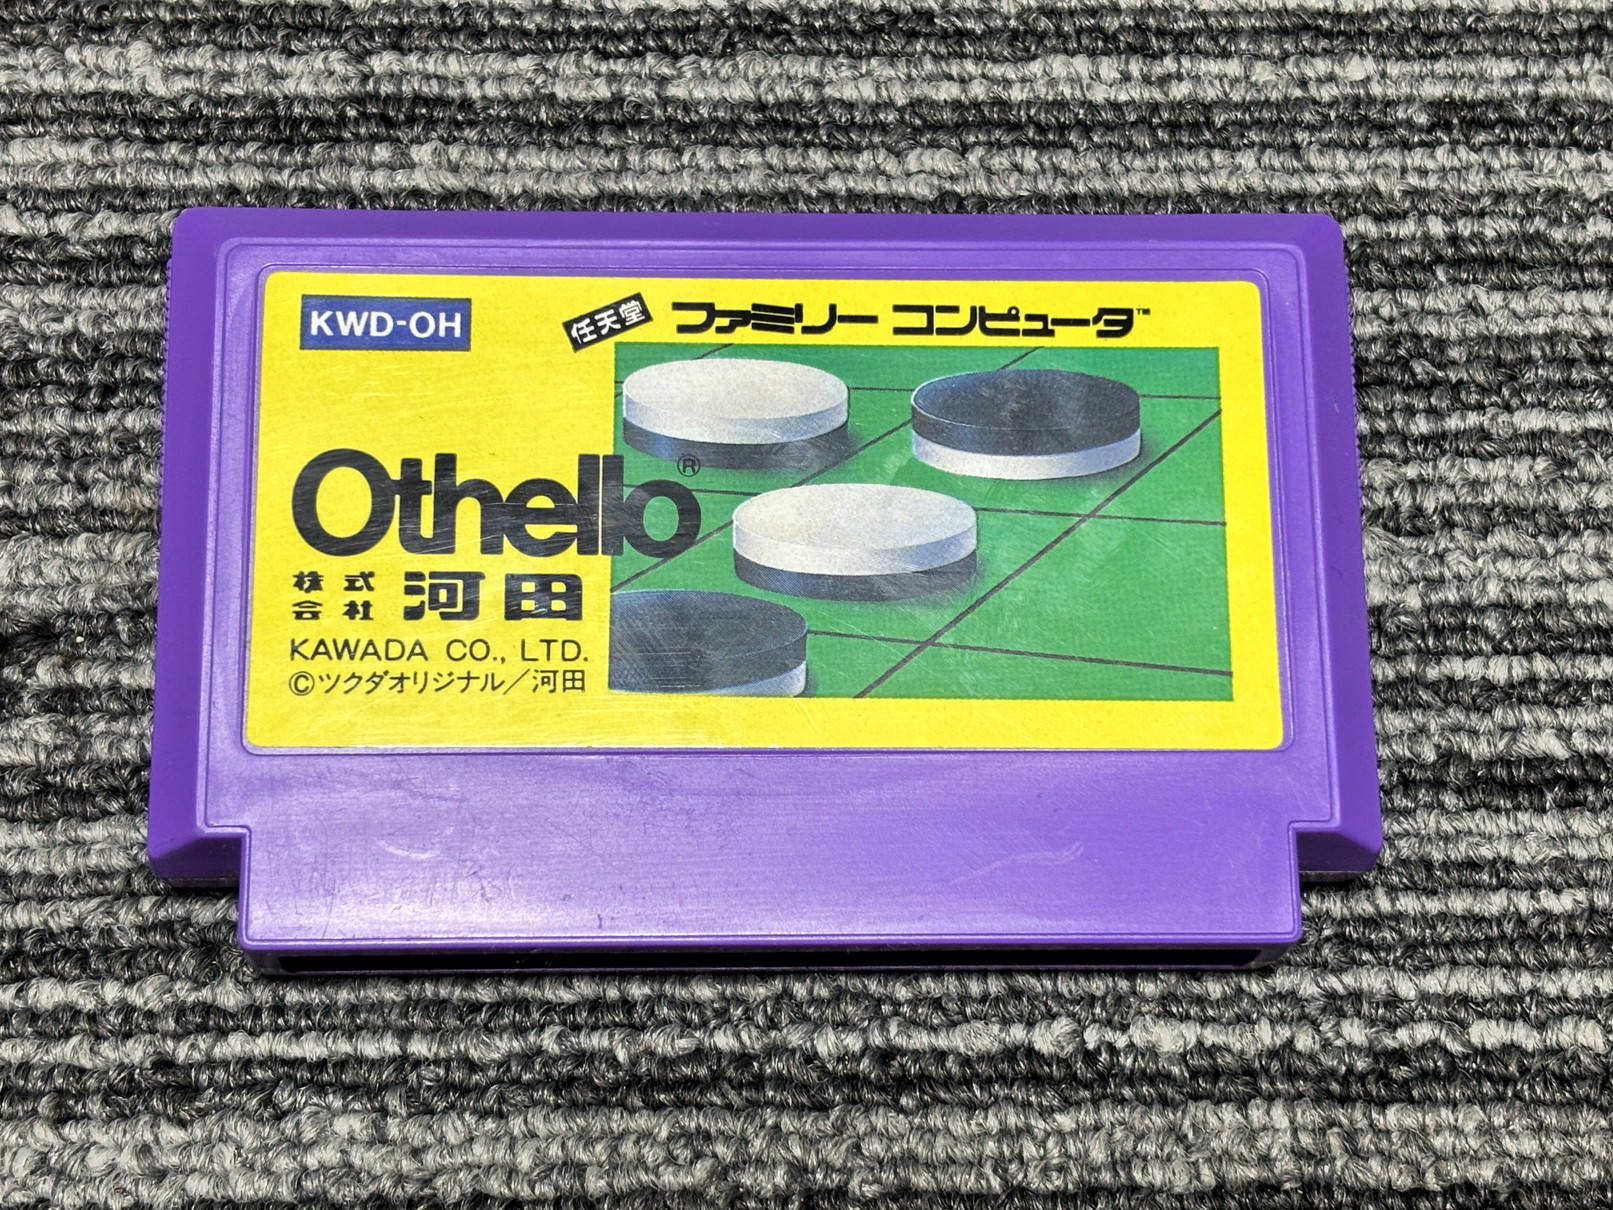 KWD-OH
任天堂 ファミリー コンピュータ™
Othello®
株式会社 河田
KAWADA CO., LTD.
©ツクダオリジナル／河田